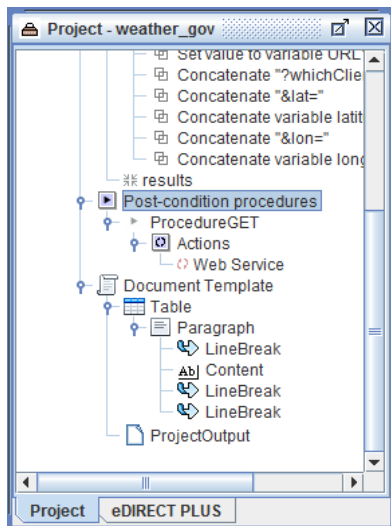 Project - weather_gov
Set value to variable URL
Concatenate "?whichClie
Concatenate "&lat="
Concatenate variable latit
Concatenate "&lon="
Concatenate variable long
results
Post-condition procedures
ProcedureGET
Actions
Web Service
Document Template
Table
Paragraph
LineBreak
Ab| Content
LineBreak
LineBreak
ProjectOutput
Project eDIRECT PLUS